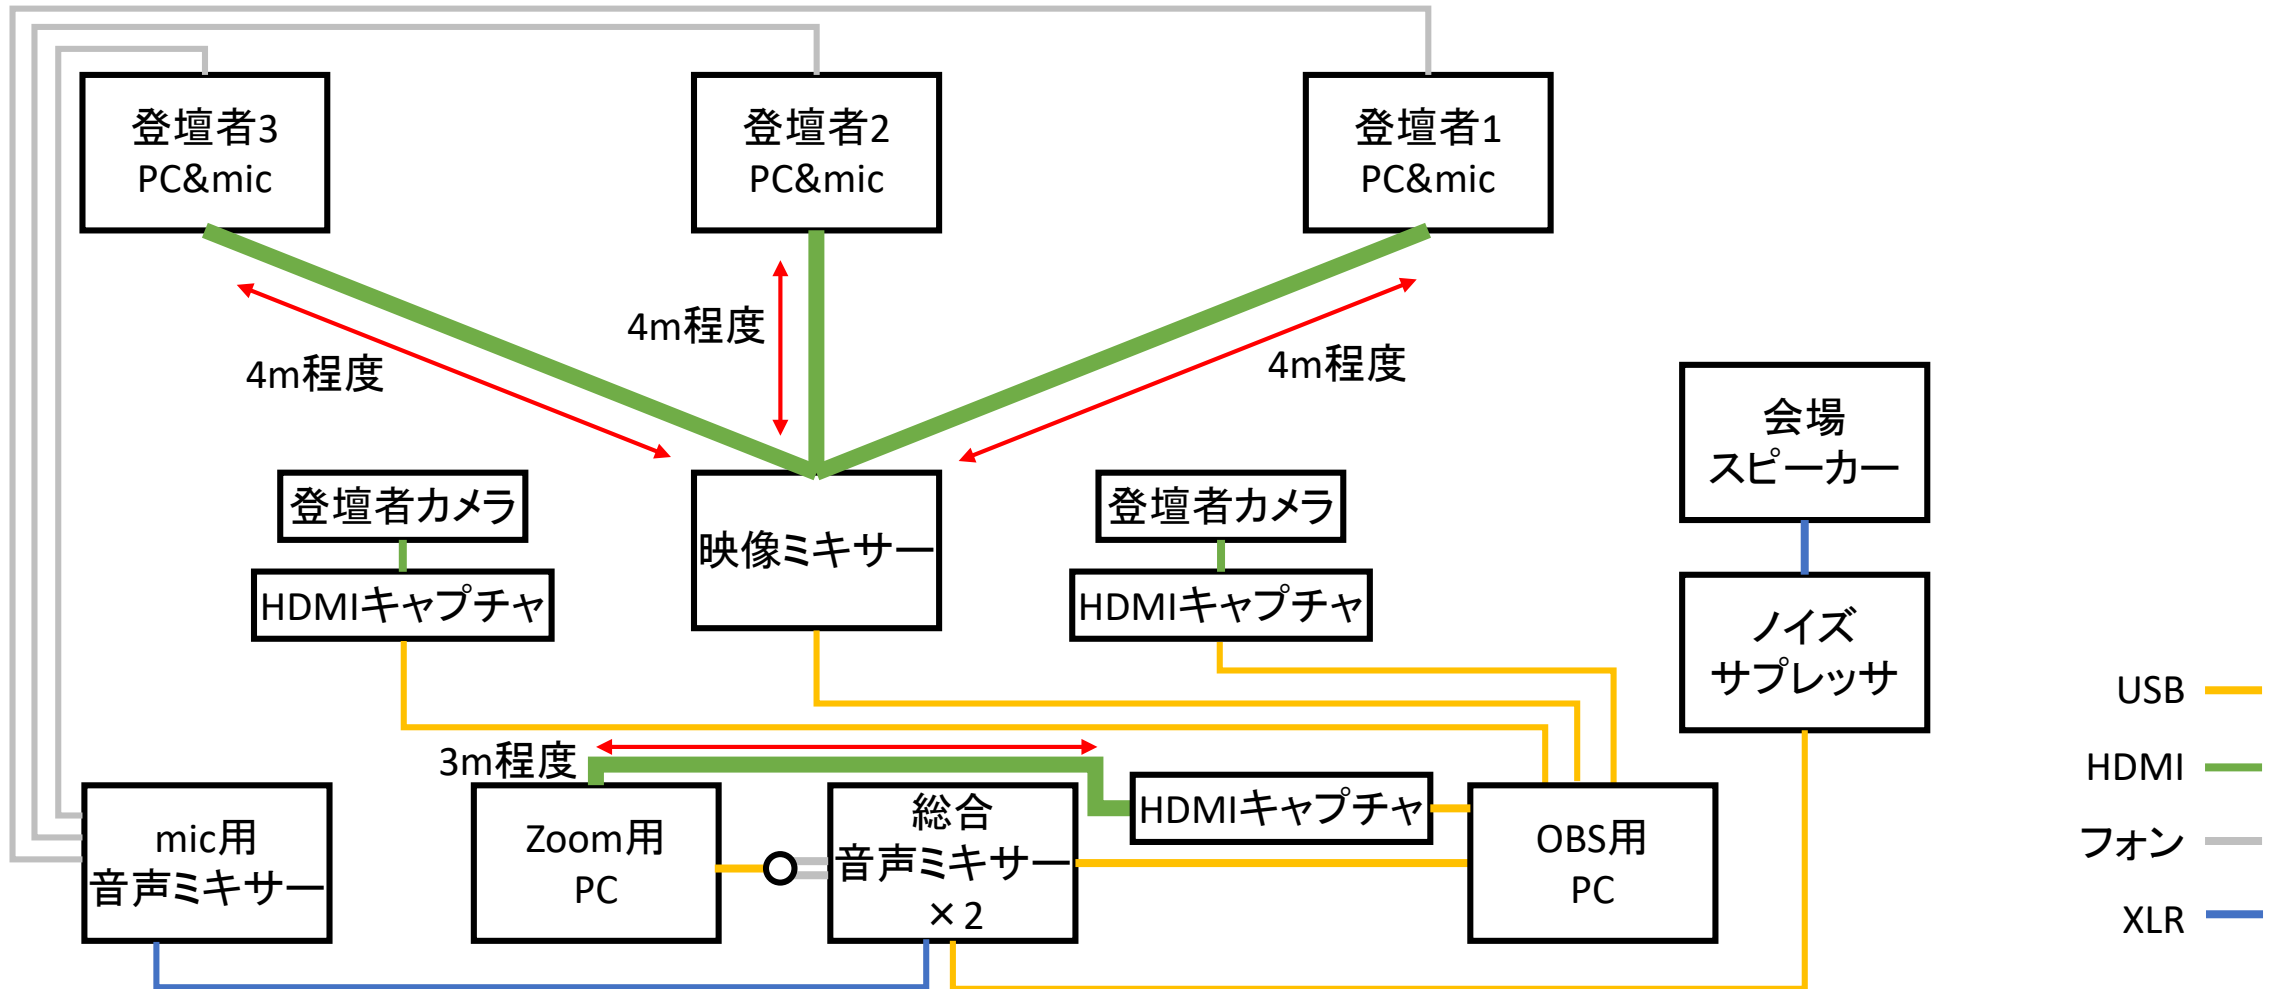 登壇者3
PC&mic
登壇者2
PC&mic
登壇者1
PC&mic
4m程度
4m程度
4m程度
会場
スピーカー
登壇者カメラ
HDMIキャプチャ
映像ミキサー
登壇者カメラ
HDMIキャプチャ
ノイズ
サプレッサ
USB
HDMI
フォン
XLR
3m程度
mic用
音声ミキサー
Zoom用
PC
総合
音声ミキサー
×2
HDMIキャプチャ
OBS用
PC